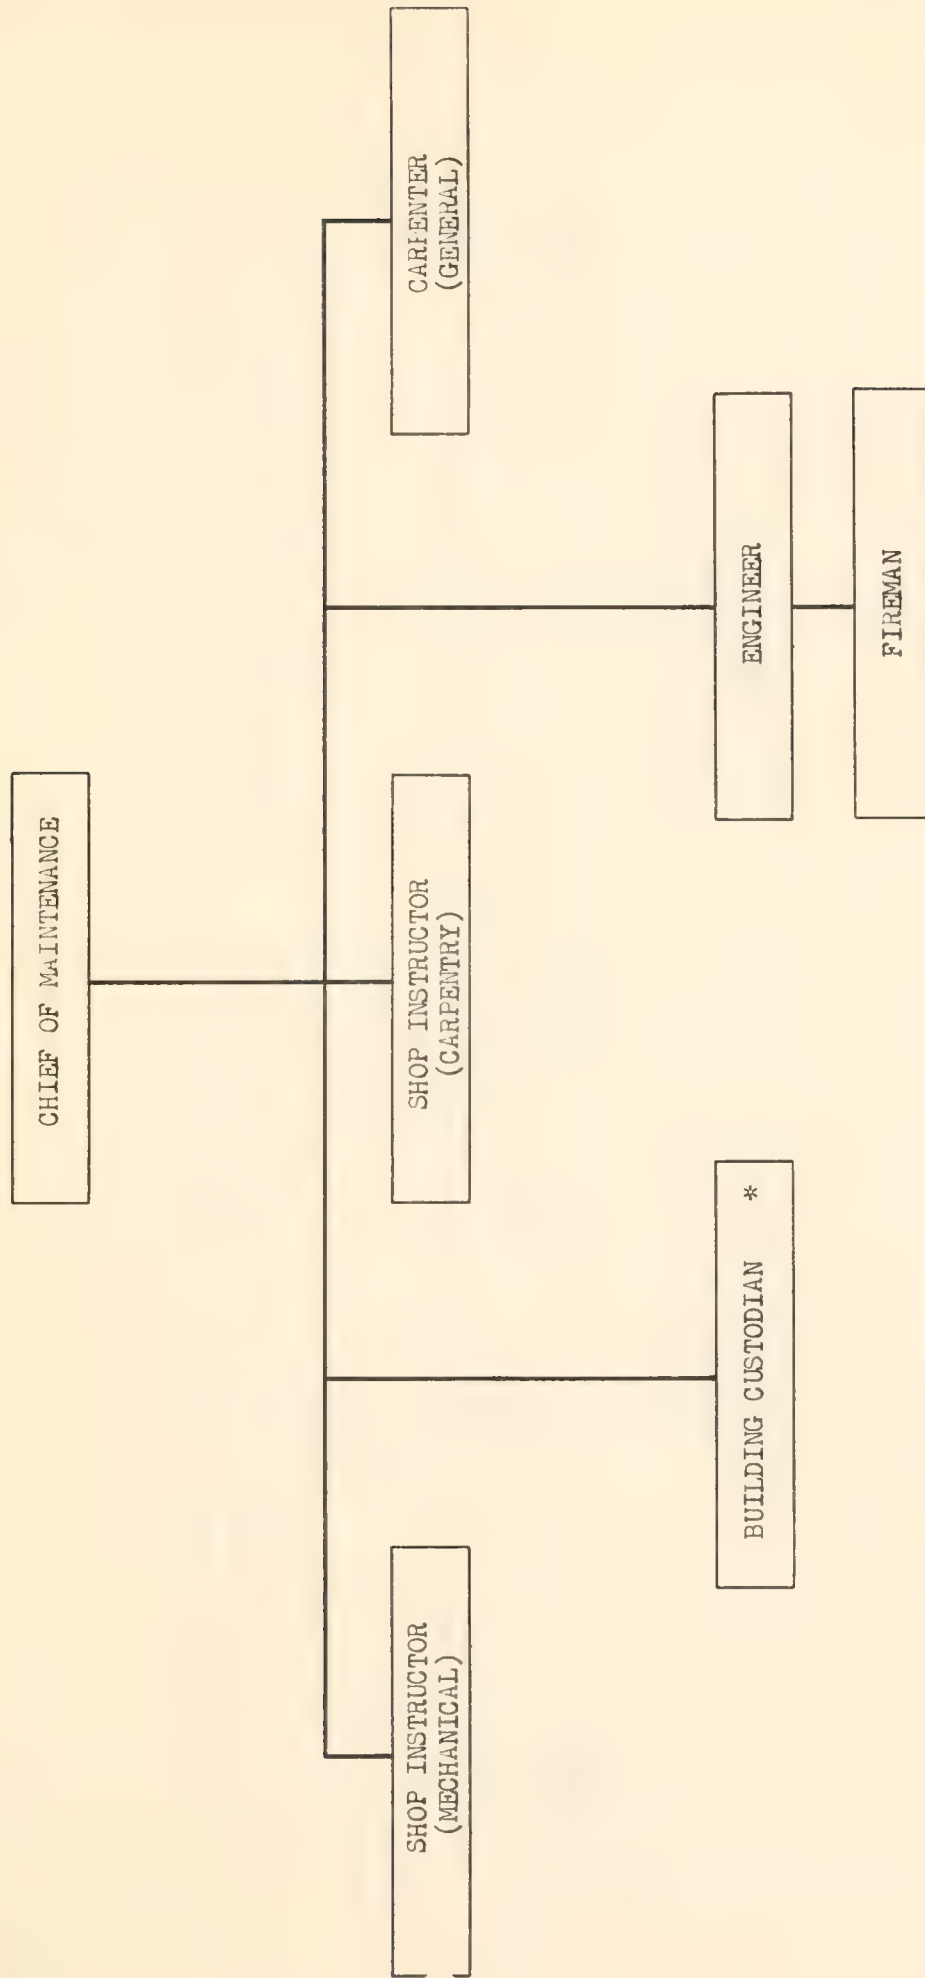 CHIEF OF MAINTENANCE
SHOP INSTRUCTOR
(MECHANICAL)
SHOP INSTRUCTOR
(CARPENTRY)
CARPENTER
(GENERAL)
BUILDING CUSTODIAN *
ENGINEER
FIREMAN